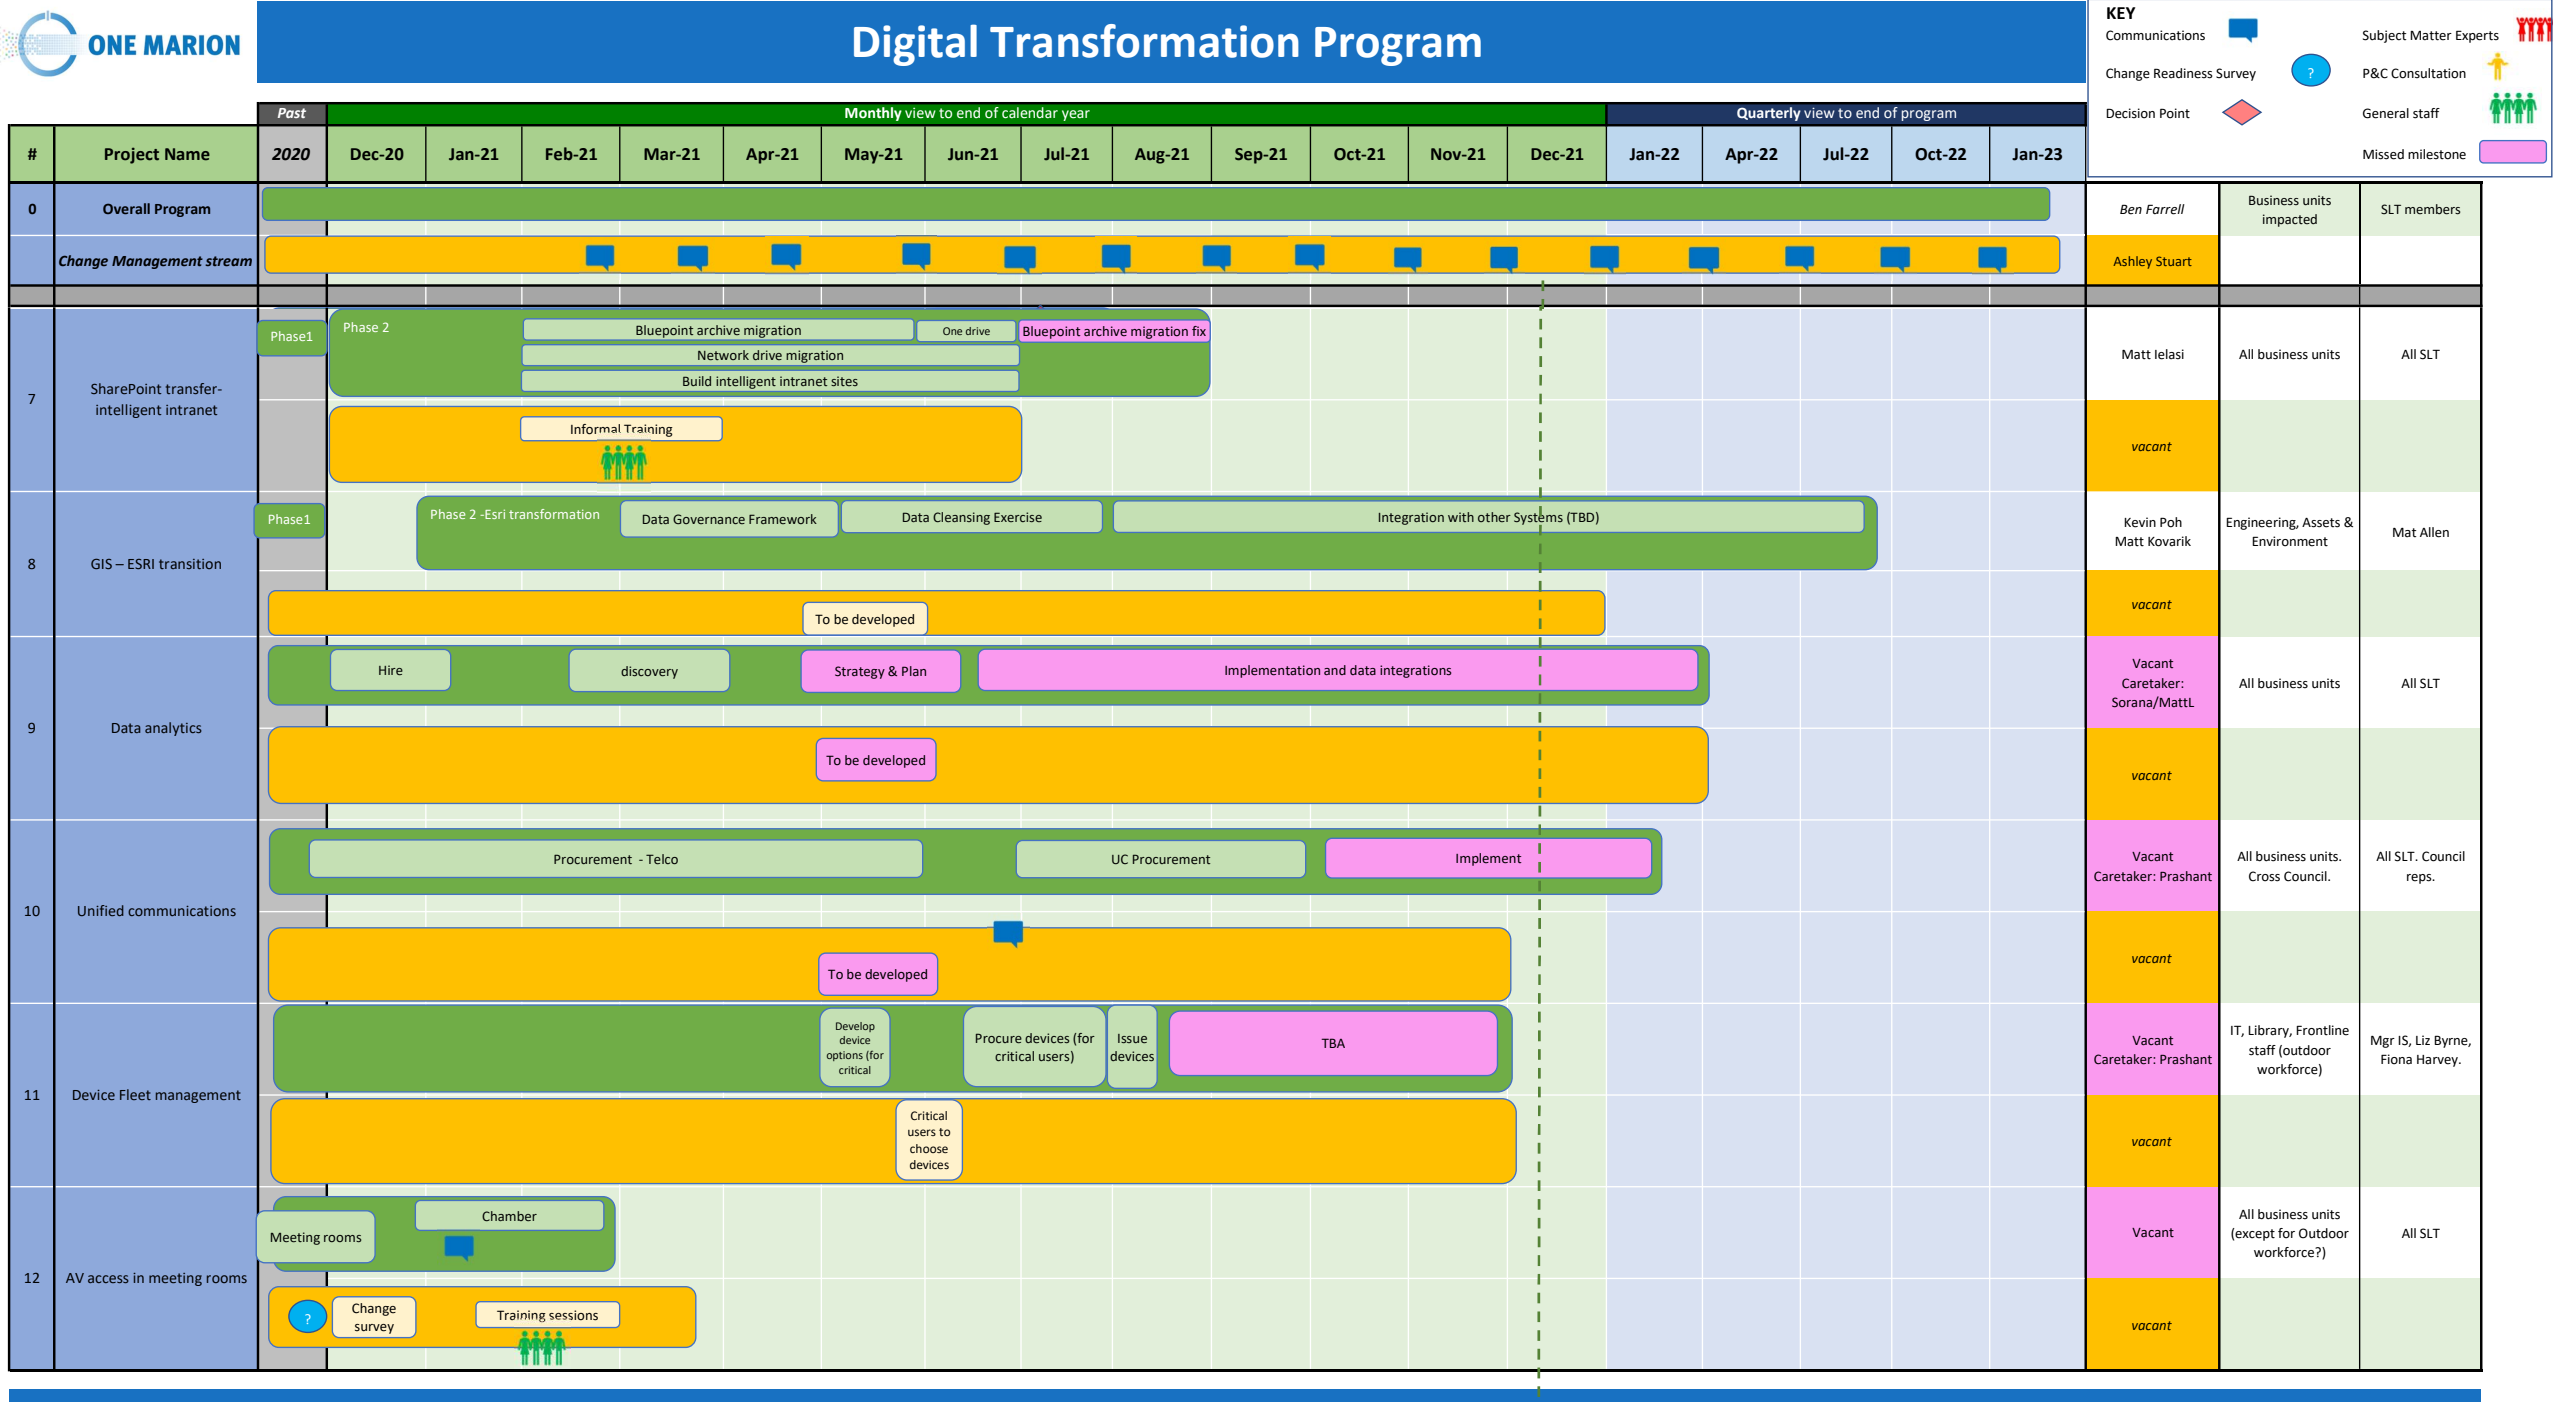 ONE MARION
Digital Transformation Program
KEY
Communications
Subject Matter Experts
Change Readiness Survey
?
P&C Consultation
Decision Point
General staff
Missed milestone
Past
Monthly view to end of calendar year
Quarterly view to end of program
#
Project Name
2020
Dec-20
Jan-21
Feb-21
Mar-21
Apr-21
May-21
Jun-21
Jul-21
Aug-21
Sep-21
Oct-21
Nov-21
Dec-21
Jan-22
Apr-22
Jul-22
Oct-22
Jan-23
0
Overall Program
Ben Farrell
Business units
impacted
SLT members
Change Management stream
Ashley Stuart
7
SharePoint transfer-
intelligent intranet
Phase1
Phase 2
Bluepoint archive migration
One drive
Bluepoint archive migration fix
Network drive migration
Build intelligent intranet sites
Matt Ielasi
All business units
All SLT
Informal Training
vacant
8
GIS – ESRI transition
Phase1
Phase 2 -Esri transformation
Data Governance Framework
Data Cleansing Exercise
Integration with other Systems (TBD)
Kevin Poh
Matt Kovarik
Engineering, Assets &
Environment
Mat Allen
To be developed
vacant
9
Data analytics
Hire
discovery
Strategy & Plan
Implementation and data integrations
Vacant
Caretaker:
Sorana/MattL
All business units
All SLT
To be developed
vacant
10
Unified communications
Procurement - Telco
UC Procurement
Implement
Vacant
Caretaker: Prashant
All business units.
Cross Council.
All SLT. Council
reps.
To be developed
vacant
11
Device Fleet management
Develop
device
options (for
critical
Procure devices (for
critical users)
Issue
devices
TBA
Vacant
Caretaker: Prashant
IT, Library, Frontline
staff (outdoor
workforce)
Mgr IS, Liz Byrne,
Fiona Harvey.
Critical
users to
choose
devices
vacant
12
AV access in meeting rooms
Meeting rooms
Chamber
Vacant
All business units
(except for Outdoor
workforce?)
All SLT
?
Change
survey
Training sessions
vacant